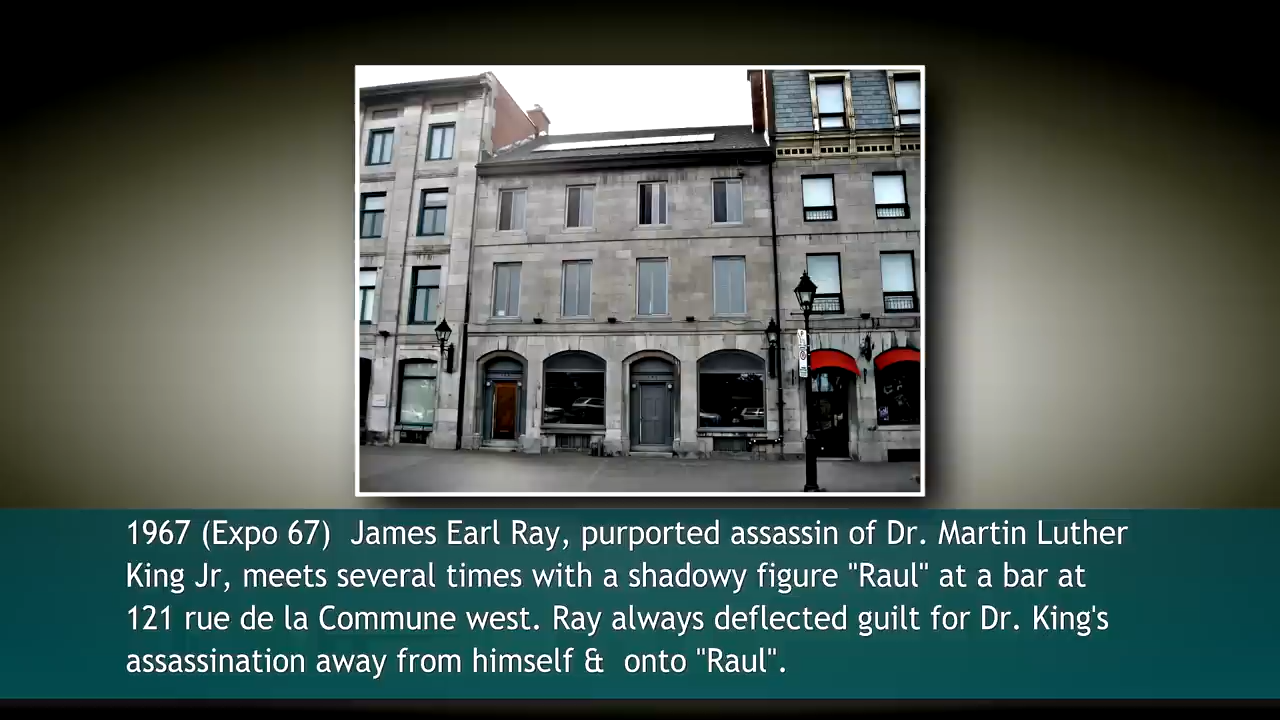 1967 (Expo 67)  James Earl Ray, purported assassin of Dr. Martin Luther
King Jr, meets several times with a shadowy figure "Raul" at a bar at
121 rue de la Commune west. Ray always deflected guilt for Dr. King's
assassination away from himself &  onto "Raul".